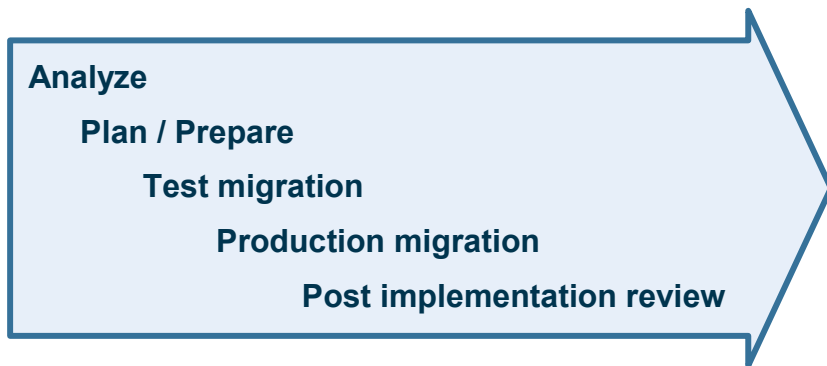 Analyze
Plan / Prepare
Test migration
Production migration
Post implementation review